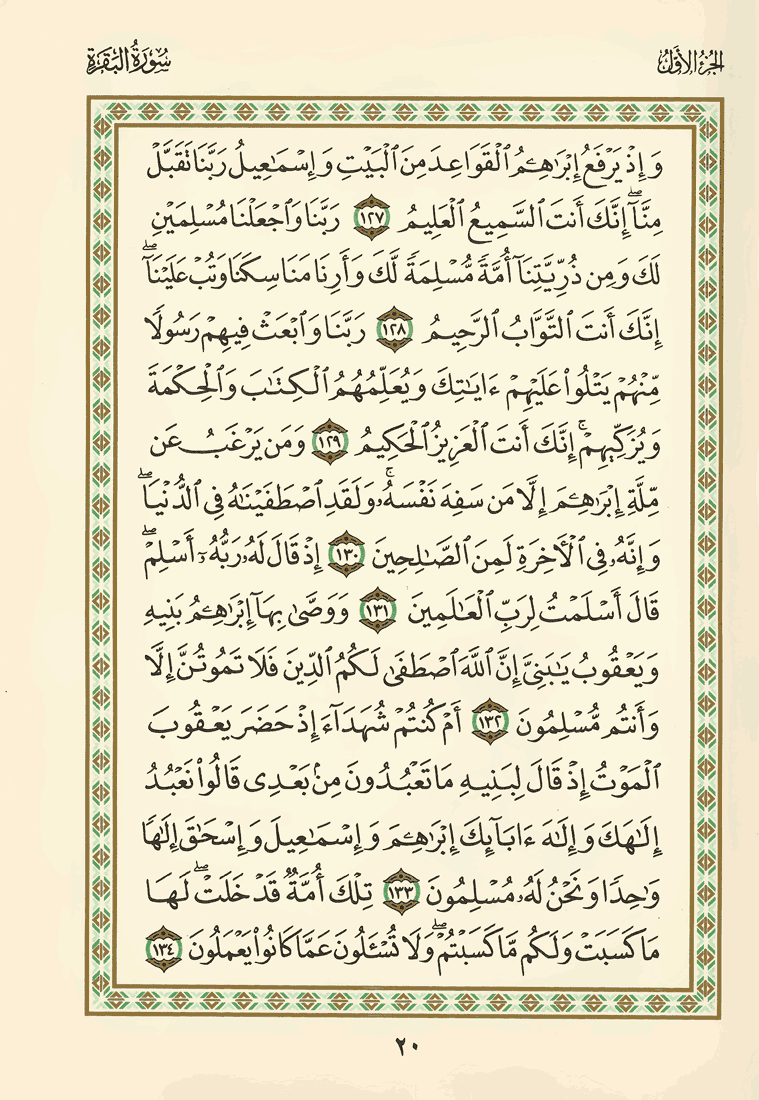 الجزء الأول
سورة البقرة
وَإِذْ يَرْفَعُ إِبْرَٰهِـۧمُ ٱلْقَوَاعِدَ مِنَ ٱلْبَيْتِ وَإِسْمَـٰعِيلُ رَبَّنَا تَقَبَّلْ
مِنَّآ ۖ إِنَّكَ أَنتَ ٱلسَّمِيعُ ٱلْعَلِيمُ ١٢٧ رَبَّنَا وَٱجْعَلْنَا مُسْلِمَيْنِ
لَكَ وَمِن ذُرِّيَّتِنَآ أُمَّةً مُّسْلِمَةً لَّكَ وَأَرِنَا مَنَاسِكَنَا وَتُبْ عَلَيْنَآ ۖ
إِنَّكَ أَنتَ ٱلتَّوَّابُ ٱلرَّحِيمُ ١٢٨ رَبَّنَا وَٱبْعَثْ فِيهِمْ رَسُولًا
مِّنْهُمْ يَتْلُوا۟ عَلَيْهِمْ ءَايَـٰتِكَ وَيُعَلِّمُهُمُ ٱلْكِتَـٰبَ وَٱلْحِكْمَةَ
وَيُزَكِّيهِمْ ۚ إِنَّكَ أَنتَ ٱلْعَزِيزُ ٱلْحَكِيمُ ١٢٩ وَمَن يَرْغَبُ عَن
مِّلَّةِ إِبْرَٰهِـۧمَ إِلَّا مَن سَفِهَ نَفْسَهُۥ ۚ وَلَقَدِ ٱصْطَفَيْنَـٰهُ فِى ٱلدُّنْيَا ۖ
وَإِنَّهُۥ فِى ٱلْـَٔاخِرَةِ لَمِنَ ٱلصَّـٰلِحِينَ ١٣٠ إِذْ قَالَ لَهُۥ رَبُّهُۥٓ أَسْلِمْ ۖ
قَالَ أَسْلَمْتُ لِرَبِّ ٱلْعَـٰلَمِينَ ١٣١ وَوَصَّىٰ بِهَآ إِبْرَٰهِـۧمُ بَنِيهِ
وَيَعْقُوبُ يَـٰبَنِىَّ إِنَّ ٱللَّهَ ٱصْطَفَىٰ لَكُمُ ٱلدِّينَ فَلَا تَمُوتُنَّ إِلَّا
وَأَنتُم مُّسْلِمُونَ ١٣٢ أَمْ كُنتُمْ شُهَدَآءَ إِذْ حَضَرَ يَعْقُوبَ
ٱلْمَوْتُ إِذْ قَالَ لِبَنِيهِ مَا تَعْبُدُونَ مِنۢ بَعْدِى قَالُوا۟ نَعْبُدُ
إِلَـٰهَكَ وَإِلَـٰهَ ءَابَآئِكَ إِبْرَٰهِـۧمَ وَإِسْمَـٰعِيلَ وَإِسْحَـٰقَ إِلَـٰهًا
وَٰحِدًا وَنَحْنُ لَهُۥ مُسْلِمُونَ ١٣٣ تِلْكَ أُمَّةٌ قَدْ خَلَتْ ۖ لَهَا
مَا كَسَبَتْ وَلَكُم مَّا كَسَبْتُمْ ۖ وَلَا تُسْـَٔلُونَ عَمَّا كَانُوا۟ يَعْمَلُونَ ١٣٤
٢٠